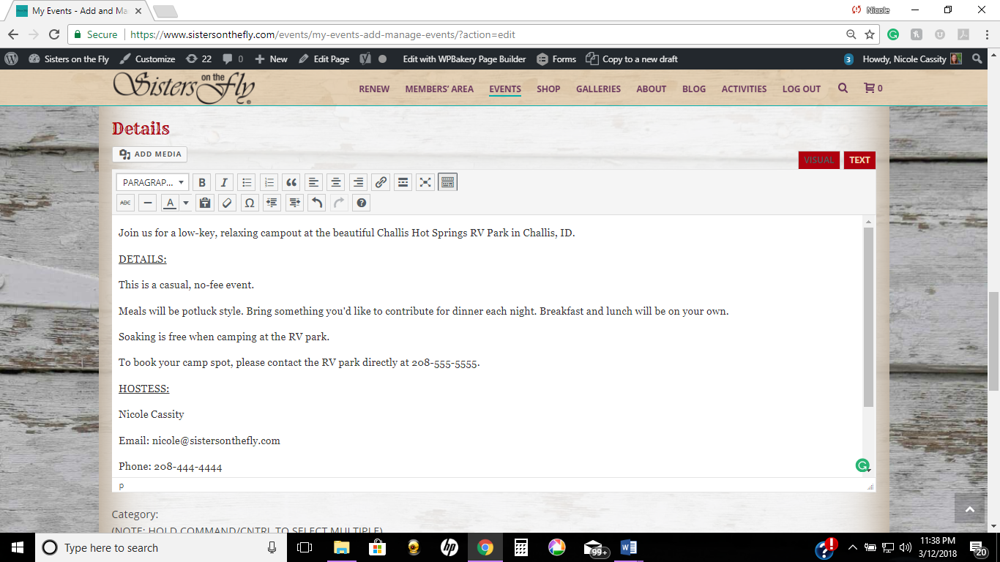 My Events - Add and Ma
Nicole
Secure
https://www.sistersonthefly.com/events/my-events-add-manage-events/?action=edit
Sisters on the Fly
Customize
22
0
New
Edit Page
Edit with WPBakery Page Builder
Forms
Copy to a new draft
3
Howdy, Nicole Cassity
Sisters on the Fly
RENEW
MEMBERS' AREA
EVENTS
SHOP
GALLERIES
ABOUT
BLOG
ACTIVITIES
LOG OUT
0
Details
ADD MEDIA
VISUAL
TEXT
PARAGRAP...
B
I
ABC
A
Ω
Join us for a low-key, relaxing campout at the beautiful Challis Hot Springs RV Park in Challis, ID.
DETAILS:
This is a casual, no-fee event.
Meals will be potluck style. Bring something you'd like to contribute for dinner each night. Breakfast and lunch will be on your own.
Soaking is free when camping at the RV park.
To book your camp spot, please contact the RV park directly at 208-555-5555.
HOSTESS:
Nicole Cassity
Email: nicole@sistersonthefly.com
Phone: 208-444-4444
p
Category:
(NOTE: HOLD COMMAND/CNTRL TO SELECT MULTIPLE)
Type here to search
hp
99+
11:38 PM
3/12/2018
20